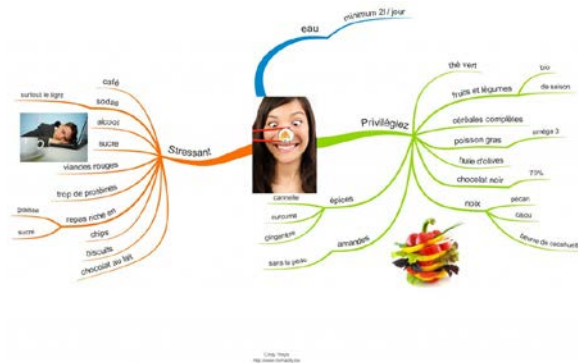 eau
minimum 2l / jour
Stressant
café
sodas
surtout le light
alcool
sucre
viandes rouges
trop de protéines
repas riche en
graisse
sucre
chips
biscuits
chocolat au lait
Privilégiez
thé vert
fruits et légumes
bio
de saison
céréales complètes
poisson gras
oméga 3
huile d'olives
chocolat noir
70%
noix
pécan
cajou
beurre de cacahuète
épices
cannelle
curcuma
gingembre
amandes
sans la peau